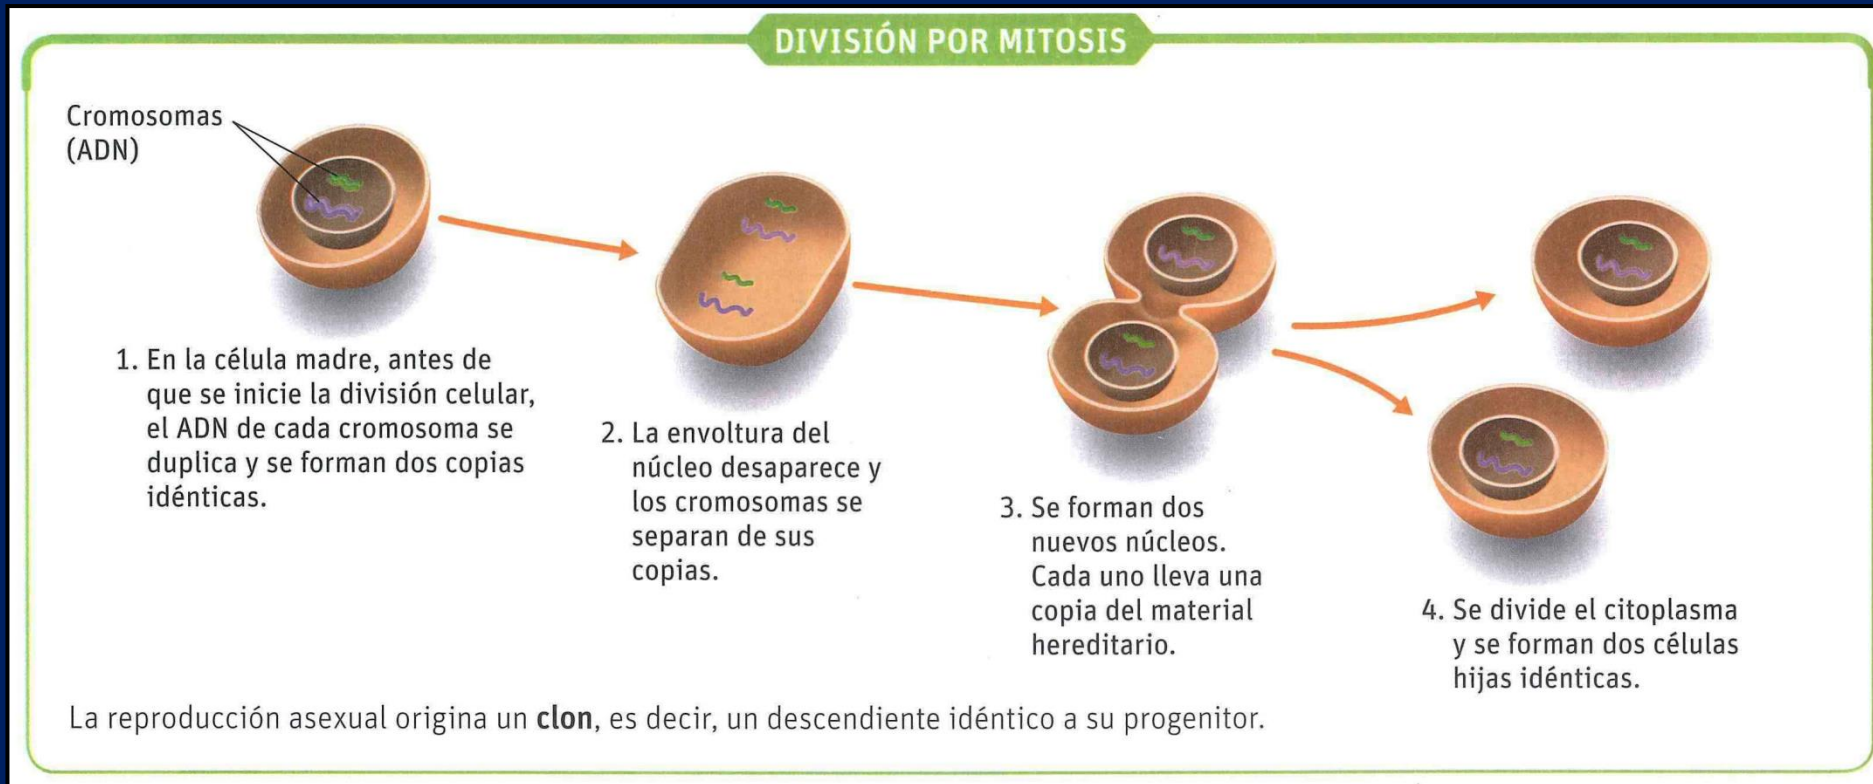 DIVISIÓN POR MITOSIS
Cromosomas
(ADN)
1. En la célula madre, antes de
que se inicie la división celular,
el ADN de cada cromosoma se
duplica y se forman dos copias
idénticas.
2. La envoltura del
núcleo desaparece y
los cromosomas se
separan de sus
copias.
3. Se forman dos
nuevos núcleos.
Cada uno lleva una
copia del material
hereditario.
4. Se divide el citoplasma
y se forman dos células
hijas idénticas.
La reproducción asexual origina un clon, es decir, un descendiente idéntico a su progenitor.